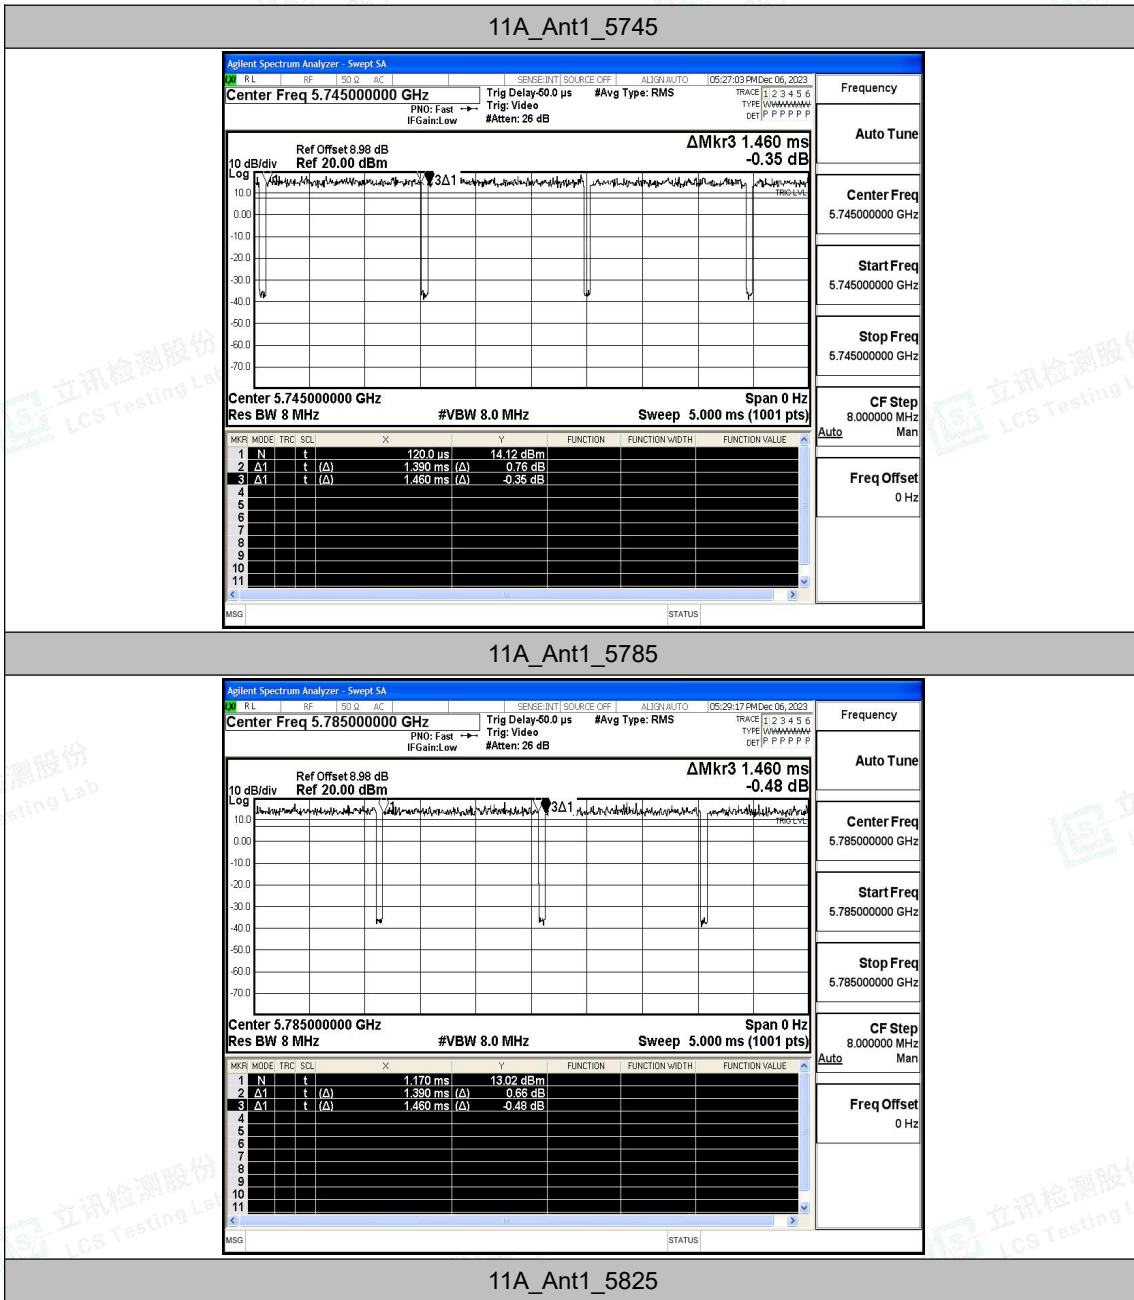 11A_Ant1_5745
Agilent Spectrum Analyzer - Swept SA
LXI RL RF 50 Ω AC SENSE:INT SOURCE OFF ALIGN AUTO 05:27:03 PM Dec 06, 2023
Center Freq 5.745000000 GHz
PNO: Fast
IFGain:Low
Trig Delay-50.0 µs
Trig: Video
#Atten: 26 dB
#Avg Type: RMS
TRACE 1 2 3 4 5 6
TYPE
DET P P P P P P
ΔMkr3 1.460 ms
-0.35 dB
Ref Offset 8.98 dB
10 dB/div Ref 20.00 dBm
Log
3Δ1
TRIG LVL
10.0
0.00
-10.0
-20.0
-30.0
-40.0
-50.0
-60.0
-70.0
Center 5.745000000 GHz Span 0 Hz
Res BW 8 MHz #VBW 8.0 MHz Sweep 5.000 ms (1001 pts)
MKR MODE TRC SCL X Y FUNCTION FUNCTION WIDTH FUNCTION VALUE
1 N t 120.0 µs 14.12 dBm
2 Δ1 t (Δ) 1.390 ms (Δ) 0.76 dB
3 Δ1 t (Δ) 1.460 ms (Δ) -0.35 dB
4
5
6
7
8
9
10
11
MSG STATUS
Frequency
Auto Tune
Center Freq
5.745000000 GHz
Start Freq
5.745000000 GHz
Stop Freq
5.745000000 GHz
CF Step
8.000000 MHz
Auto Man
Freq Offset
0 Hz
11A_Ant1_5785
Agilent Spectrum Analyzer - Swept SA
LXI RL RF 50 Ω AC SENSE:INT SOURCE OFF ALIGN AUTO 05:29:17 PM Dec 06, 2023
Center Freq 5.785000000 GHz
PNO: Fast
IFGain:Low
Trig Delay-50.0 µs
Trig: Video
#Atten: 26 dB
#Avg Type: RMS
TRACE 1 2 3 4 5 6
TYPE
DET P P P P P P
ΔMkr3 1.460 ms
-0.48 dB
Ref Offset 8.98 dB
10 dB/div Ref 20.00 dBm
Log
1
3Δ1
TRIG LVL
10.0
0.00
-10.0
-20.0
-30.0
-40.0
-50.0
-60.0
-70.0
Center 5.785000000 GHz Span 0 Hz
Res BW 8 MHz #VBW 8.0 MHz Sweep 5.000 ms (1001 pts)
MKR MODE TRC SCL X Y FUNCTION FUNCTION WIDTH FUNCTION VALUE
1 N t 1.170 ms 13.02 dBm
2 Δ1 t (Δ) 1.390 ms (Δ) 0.66 dB
3 Δ1 t (Δ) 1.460 ms (Δ) -0.48 dB
4
5
6
7
8
9
10
11
MSG STATUS
Frequency
Auto Tune
Center Freq
5.785000000 GHz
Start Freq
5.785000000 GHz
Stop Freq
5.785000000 GHz
CF Step
8.000000 MHz
Auto Man
Freq Offset
0 Hz
11A_Ant1_5825
立讯检测股份
LCS Testing Lab